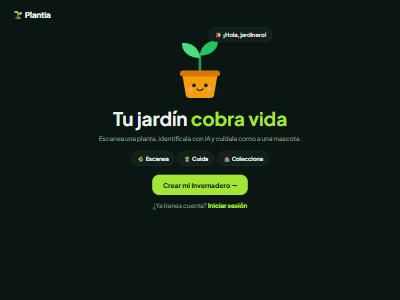 🌱 Plantia
✨ ¡Hola, jardinero!
Tu jardín cobra vida
Escanea una planta, identifícala con IA y cuídala como a una mascota.
🌿 Escanea
🪴 Cuida
Colecciona
Crear mi Invernadero →
¿Ya tienes cuenta? Iniciar sesión